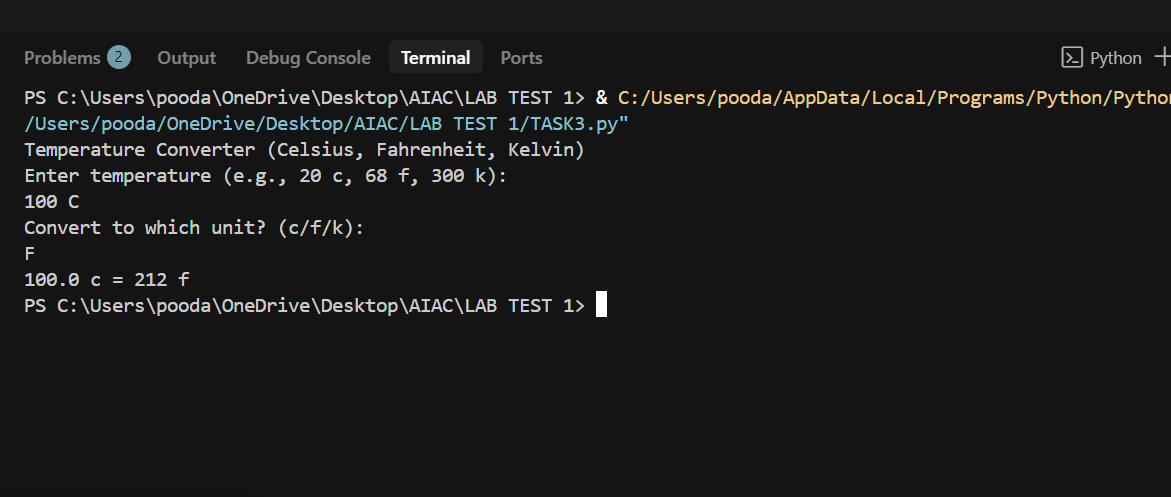 Problems 2 Output Debug Console Terminal Ports Python
PS C:\Users\pooda\OneDrive\Desktop\AIAC\LAB TEST 1> & C:/Users/pooda/AppData/Local/Programs/Python/Python
/Users/pooda/OneDrive/Desktop/AIAC/LAB TEST 1/TASK3.py"
Temperature Converter (Celsius, Fahrenheit, Kelvin)
Enter temperature (e.g., 20 c, 68 f, 300 k):
100 C
Convert to which unit? (c/f/k):
F
100.0 c = 212 f
PS C:\Users\pooda\OneDrive\Desktop\AIAC\LAB TEST 1>